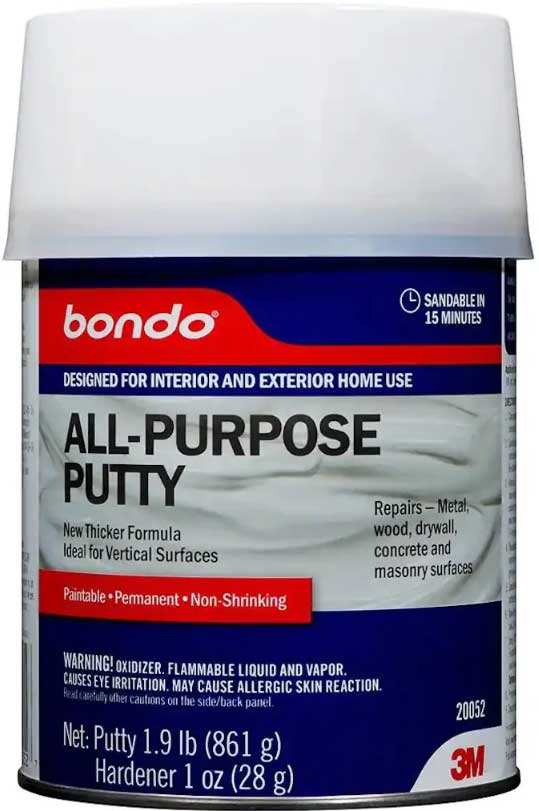 bondo®
SANDABLE IN
15 MINUTES
DESIGNED FOR INTERIOR AND EXTERIOR HOME USE
ALL-PURPOSE
PUTTY
New Thicker Formula
Ideal for Vertical Surfaces
Repairs – Metal,
wood, drywall,
concrete and
masonry surfaces
Paintable • Permanent • Non-Shrinking
WARNING! OXIDIZER. FLAMMABLE LIQUID AND VAPOR.
CAUSES EYE IRRITATION. MAY CAUSE ALLERGIC SKIN REACTION.
Read carefully other cautions on the side/back panel.
20052
Net: Putty 1.9 lb (861 g)
Hardener 1 oz (28 g)
3M